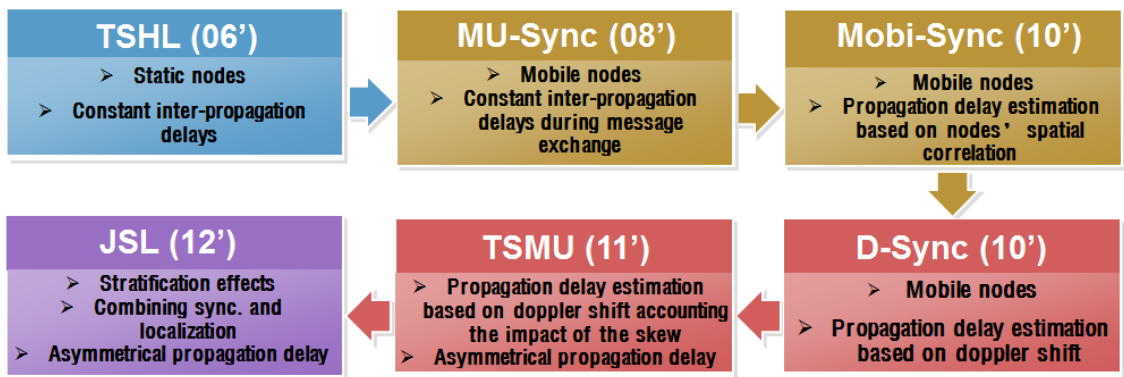 TSHL (06’)
➢ Static nodes
➢ Constant inter-propagation
delays
MU-Sync (08’)
➢ Mobile nodes
➢ Constant inter-propagation
delays during message
exchange
Mobi-Sync (10’)
➢ Mobile nodes
➢ Propagation delay estimation
based on nodes’ spatial
correlation
D-Sync (10’)
➢ Mobile nodes
➢ Propagation delay estimation
based on doppler shift
TSMU (11’)
➢ Propagation delay estimation
based on doppler shift accounting
the impact of the skew
➢ Asymmetrical propagation delay
JSL (12’)
➢ Stratification effects
➢ Combining sync. and
localization
➢ Asymmetrical propagation delay